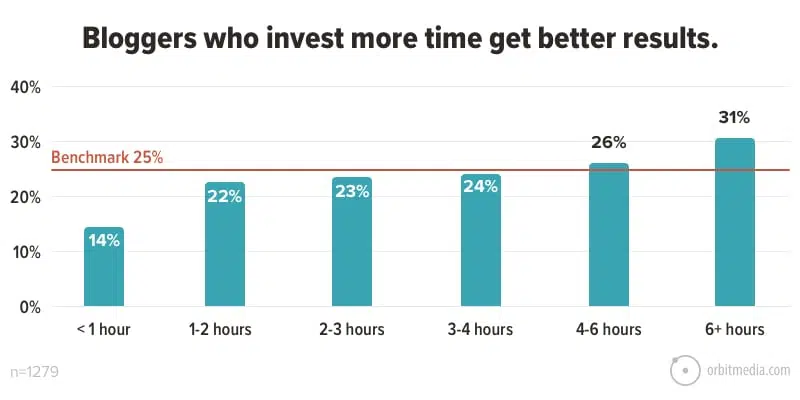 Bloggers who invest more time get better results.
40%
30%
20%
10%
0%
Benchmark 25%
14%
22%
23%
24%
26%
31%
< 1 hour
1-2 hours
2-3 hours
3-4 hours
4-6 hours
6+ hours
n=1279
orbitmedia.com